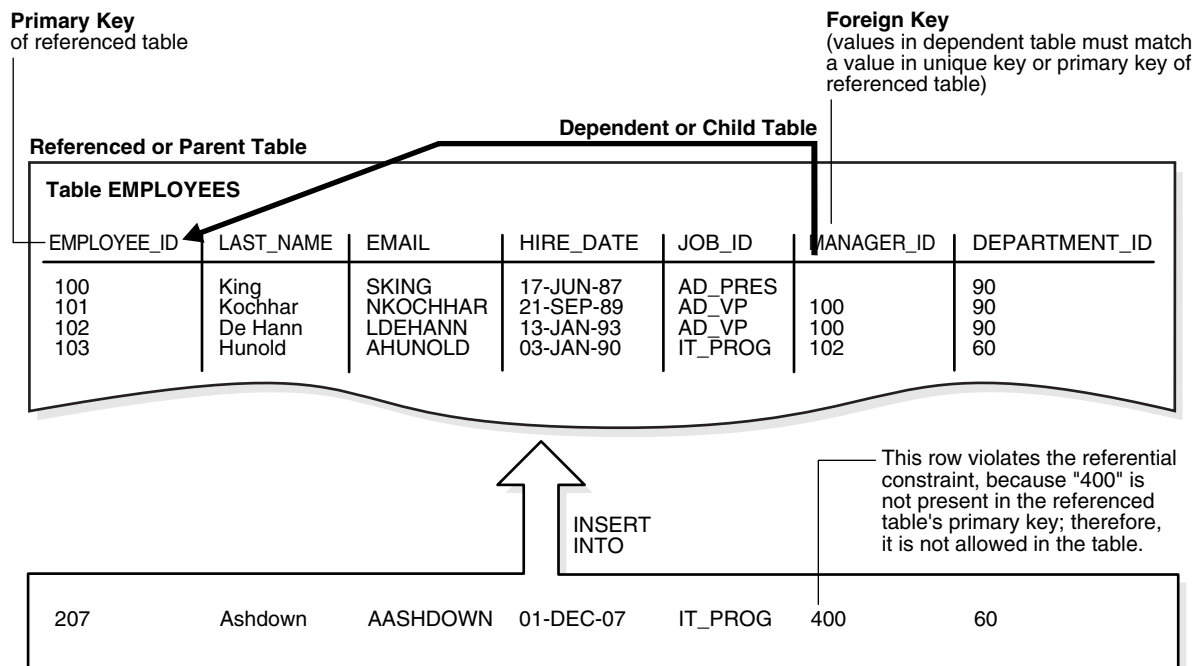 Primary Key
of referenced table
Foreign Key
(values in dependent table must match
a value in unique key or primary key of
referenced table)
Dependent or Child Table
Referenced or Parent Table
Table EMPLOYEES
EMPLOYEE_ID LAST_NAME EMAIL HIRE_DATE JOB_ID MANAGER_ID DEPARTMENT_ID
100 King SKING 17-JUN-87 AD_PRES 90
101 Kochhar NKOCHHAR 21-SEP-89 AD_VP 100 90
102 De Hann LDEHANN 13-JAN-93 AD_VP 100 90
103 Hunold AHUNOLD 03-JAN-90 IT_PROG 102 60
This row violates the referential
constraint, because "400" is
not present in the referenced
table's primary key; therefore,
it is not allowed in the table.
INSERT
INTO
207 Ashdown AASHDOWN 01-DEC-07 IT_PROG 400 60